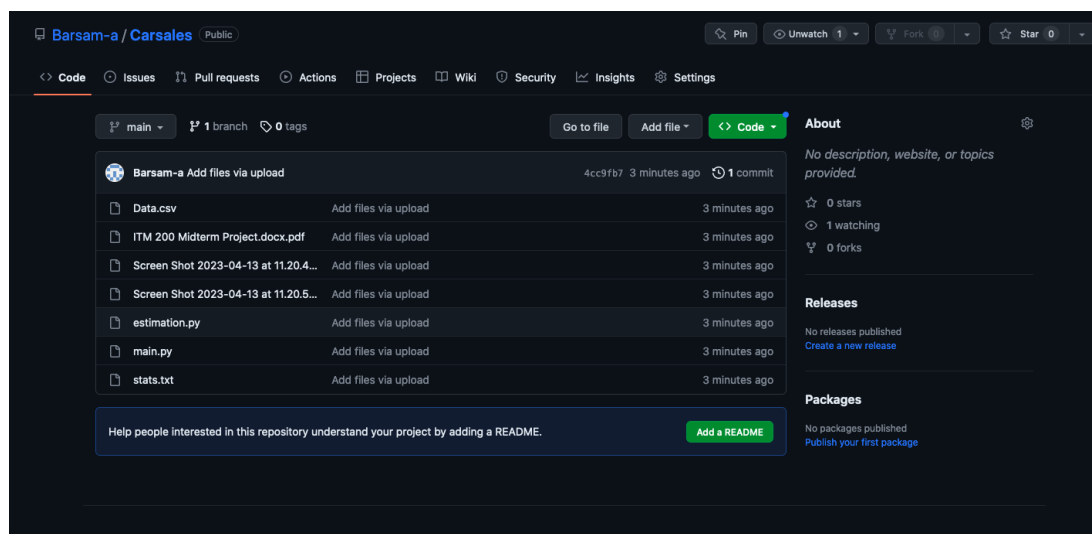 Barsam-a / Carsales Public
Pin Unwatch 1 Fork 0 Star 0
<> Code Issues Pull requests Actions Projects Wiki Security Insights Settings
main 1 branch 0 tags Go to file Add file <> Code
Barsam-a Add files via upload 4cc9fb7 3 minutes ago 1 commit
Data.csv Add files via upload 3 minutes ago
ITM 200 Midterm Project.docx.pdf Add files via upload 3 minutes ago
Screen Shot 2023-04-13 at 11.20.4... Add files via upload 3 minutes ago
Screen Shot 2023-04-13 at 11.20.5... Add files via upload 3 minutes ago
estimation.py Add files via upload 3 minutes ago
main.py Add files via upload 3 minutes ago
stats.txt Add files via upload 3 minutes ago
Help people interested in this repository understand your project by adding a README. Add a README
About
No description, website, or topics
provided.
0 stars
1 watching
0 forks
Releases
No releases published
Create a new release
Packages
No packages published
Publish your first package